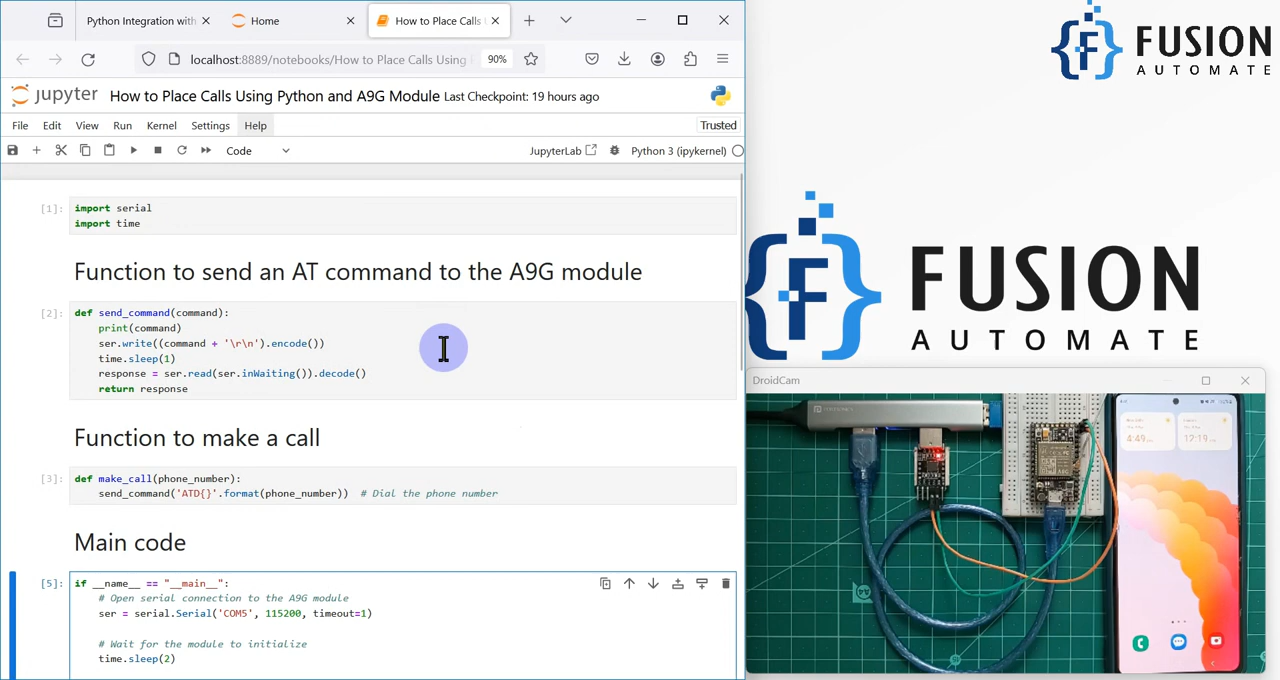 Python Integration with
Home
How to Place Calls U
localhost:8889/notebooks/How to Place Calls Using
90%
jupyter
How to Place Calls Using Python and A9G Module Last Checkpoint: 19 hours ago
File Edit View Run Kernel Settings Help
Trusted
Code
JupyterLab
Python 3 (ipykernel)
[1]:
import serial
import time
Function to send an AT command to the A9G module
[2]:
def send_command(command):
print(command)
ser.write((command + '\r\n').encode())
time.sleep(1)
response = ser.read(ser.inWaiting()).decode()
return response
Function to make a call
[3]:
def make_call(phone_number):
send_command('ATD{}'.format(phone_number)) # Dial the phone number
Main code
[5]:
if __name__ == "__main__":
# Open serial connection to the A9G module
ser = serial.Serial('COM5', 115200, timeout=1)
# Wait for the module to initialize
time.sleep(2)
FUSION
AUTOMATE
FUSION
AUTOMATE
DroidCam
4:49
12:19